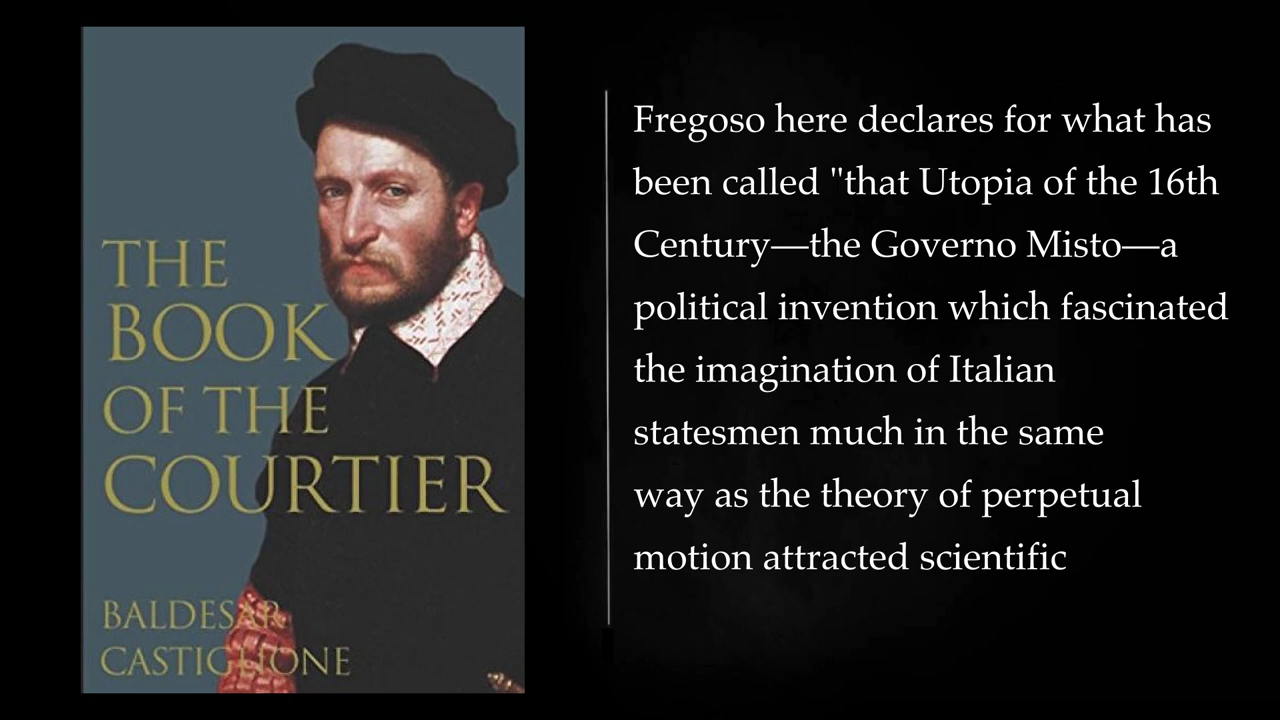 THE
BOOK
OF THE
COURTIER
BALDESAR
CASTIGLIONE
Fregoso here declares for what has
been called "that Utopia of the 16th
Century—the Governo Misto—a
political invention which fascinated
the imagination of Italian
statesmen much in the same
way as the theory of perpetual
motion attracted scientific